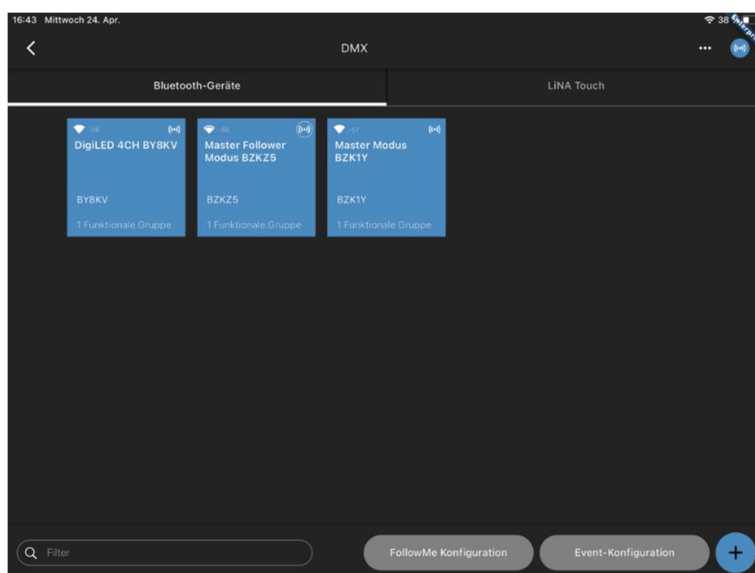 16:43 Mittwoch 24. Apr.
38
DMX
Bluetooth-Geräte
LiNA Touch
DigiLED 4CH BY8KV
BY8KV
1 Funktionale Gruppe
Master Follower
Modus BZKZ5
BZKZ5
1 Funktionale Gruppe
-57
Master Modus
BZK1Y
BZK1Y
1 Funktionale Gruppe
Filter
FollowMe Konfiguration
Event-Konfiguration